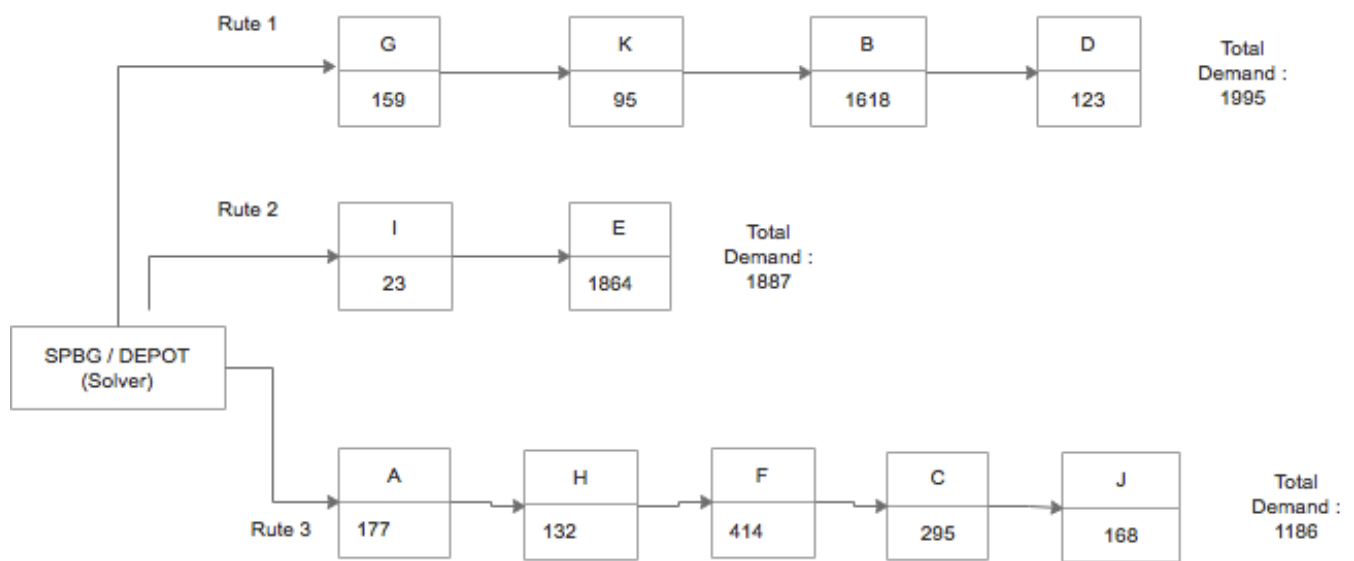 Rute 1
G
K
B
D
159
95
1618
123
Total
Demand :
1995
Rute 2
I
E
23
1864
Total
Demand :
1887
SPBG / DEPOT
(Solver)
Rute 3
A
H
F
C
J
177
132
414
295
168
Total
Demand :
1186